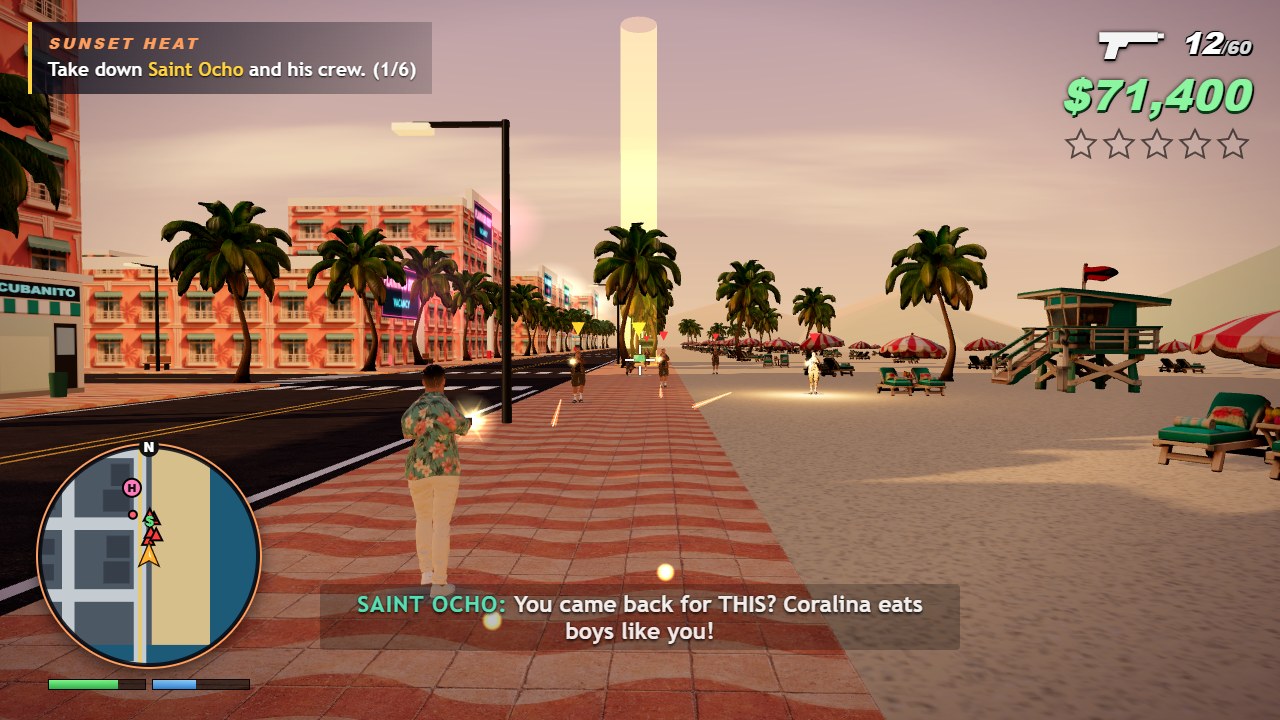 SUNSET HEAT
Take down Saint Ocho and his crew. (1/6)
12/60
$71,400
CUBANITO
VACANCY
N
H
$
SAINT OCHO: You came back for THIS? Coralina eats
boys like you!